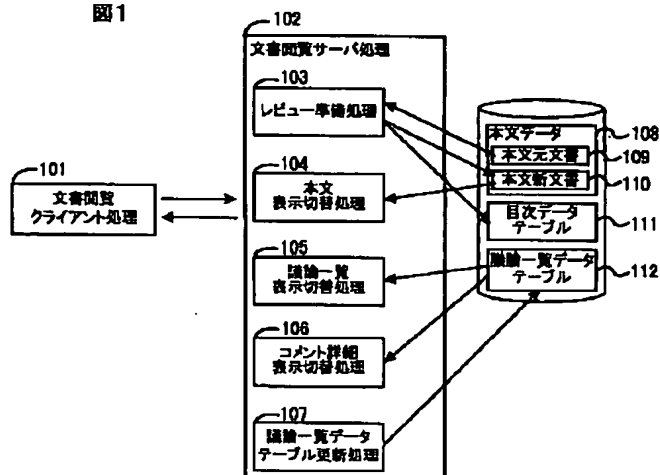 図1
102
文書閲覧サーバ処理
103
レビュー準備処理
本文データ
108
本文元文書
109
104
本文新文書
110
101
文書閲覧
クライアント処理
本文
表示切替処理
目次データ
テーブル
111
105
議論一覧
表示切替処理
議論一覧データ
テーブル
112
106
コメント詳細
表示切替処理
107
議論一覧データ
テーブル更新処理